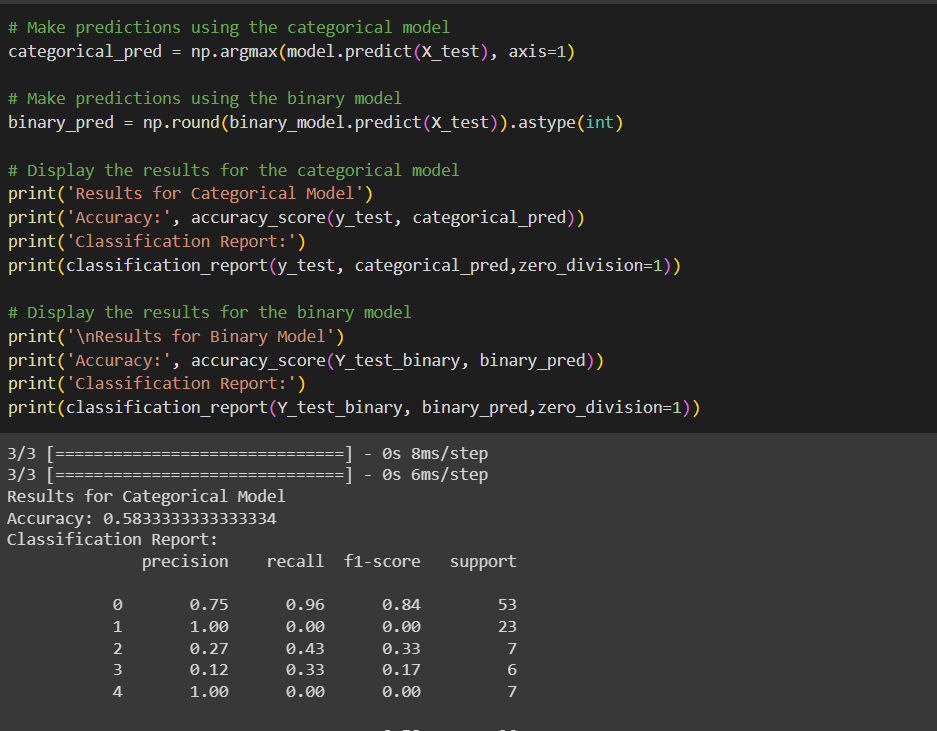 # Make predictions using the categorical model
categorical_pred = np.argmax(model.predict(X_test), axis=1)
# Make predictions using the binary model
binary_pred = np.round(binary_model.predict(X_test)).astype(int)
# Display the results for the categorical model
print('Results for Categorical Model')
print('Accuracy:', accuracy_score(y_test, categorical_pred))
print('Classification Report:')
print(classification_report(y_test, categorical_pred,zero_division=1))
# Display the results for the binary model
print('\nResults for Binary Model')
print('Accuracy:', accuracy_score(Y_test_binary, binary_pred))
print('Classification Report:')
print(classification_report(Y_test_binary, binary_pred,zero_division=1))
3/3 [==============================] - 0s 8ms/step
3/3 [==============================] - 0s 6ms/step
Results for Categorical Model
Accuracy: 0.5833333333333334
Classification Report:
precision recall f1-score support
0 0.75 0.96 0.84 53
1 1.00 0.00 0.00 23
2 0.27 0.43 0.33 7
3 0.12 0.33 0.17 6
4 1.00 0.00 0.00 7